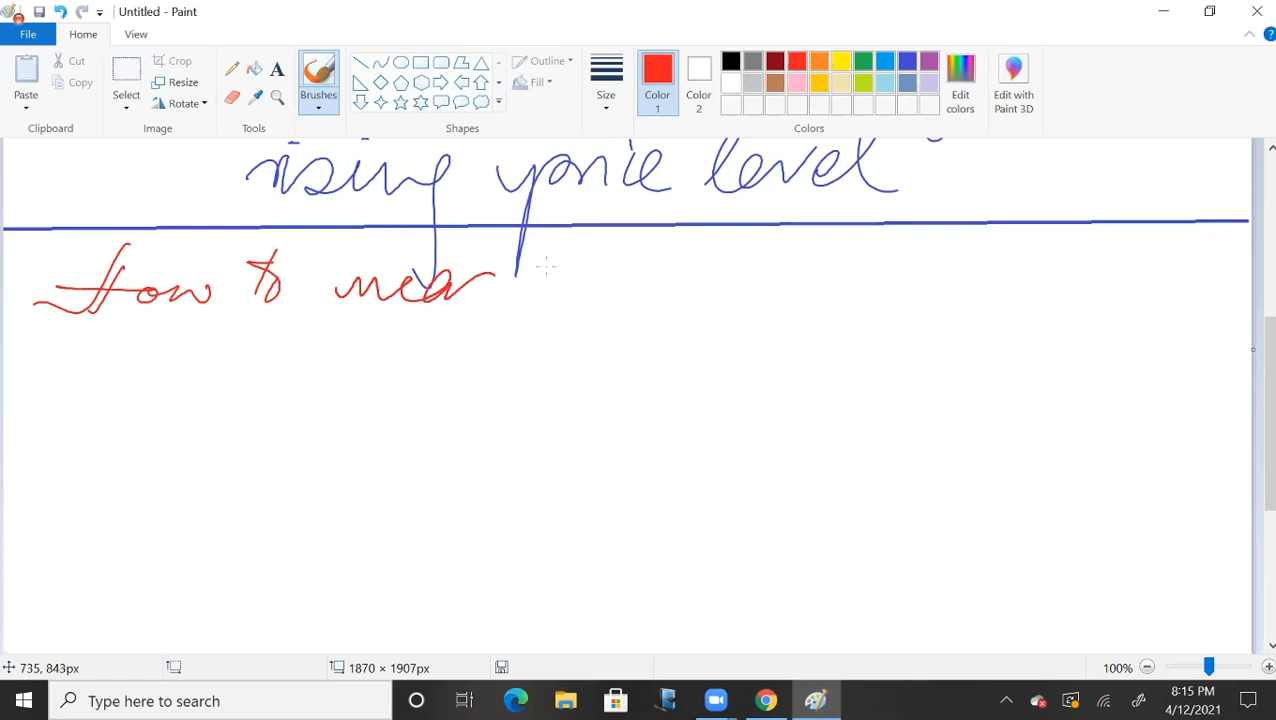 Untitled - Paint
File Home View
Cut
Copy
Paste
Clipboard
Select
Crop
Resize
Rotate
Image
A
Tools
Brushes
Outline
Fill
Shapes
Size
Color 1
Color 2
Edit colors
Colors
Edit with Paint 3D
rising price level
How to mea
735, 843px
1870 × 1907px
100%
Type here to search
8:15 PM
4/12/2021